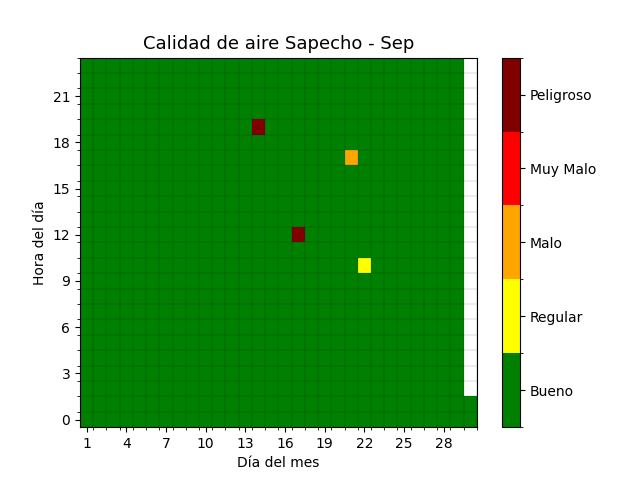 Calidad de aire Sapecho - Sep
Hora del día
21
18
15
12
9
6
3
0
1 4 7 10 13 16 19 22 25 28
Día del mes
Peligroso
Muy Malo
Malo
Regular
Bueno